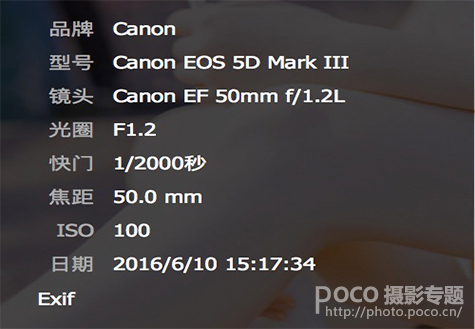 品牌 Canon
型号 Canon EOS 5D Mark III
镜头 Canon EF 50mm f/1.2L
光圈 F1.2
快门 1/2000秒
焦距 50.0 mm
ISO 100
日期 2016/6/10 15:17:34
Exif
poco 摄影专题
http://photo.poco.cn/